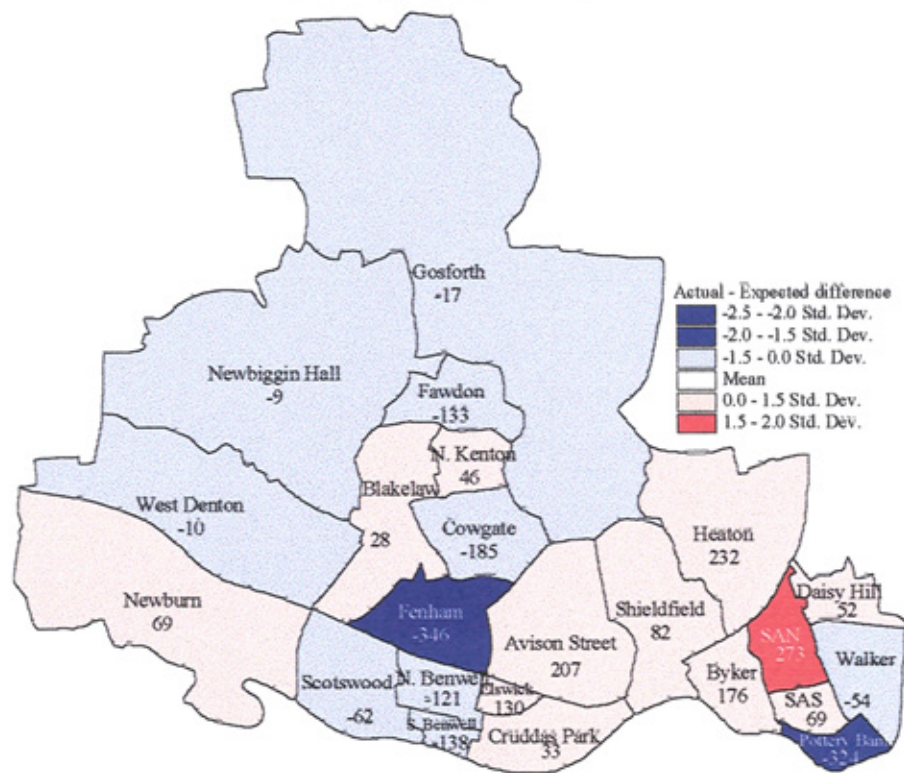 Gosforth
-17
Actual - Expected difference
-2.5 - -2.0 Std. Dev.
-2.0 - -1.5 Std. Dev.
-1.5 - 0.0 Std. Dev.
Mean
0.0 - 1.5 Std. Dev.
1.5 - 2.0 Std. Dev.
Newbiggin Hall
-9
Fawdon
-133
N. Kenton
46
Blakelaw
28
West Denton
-10
Cowgate
-185
Heaton
232
Newburn
69
Fenham
-346
Avison Street
207
Shieldfield
82
Daisy Hill
52
SAN
273
Walker
-54
Byker
176
SAS
69
Pottery Ban
-324
Scotswood
-62
N. Benwell
-121
Elswick
130
S. Benwell
-138
Cruddas Park
33